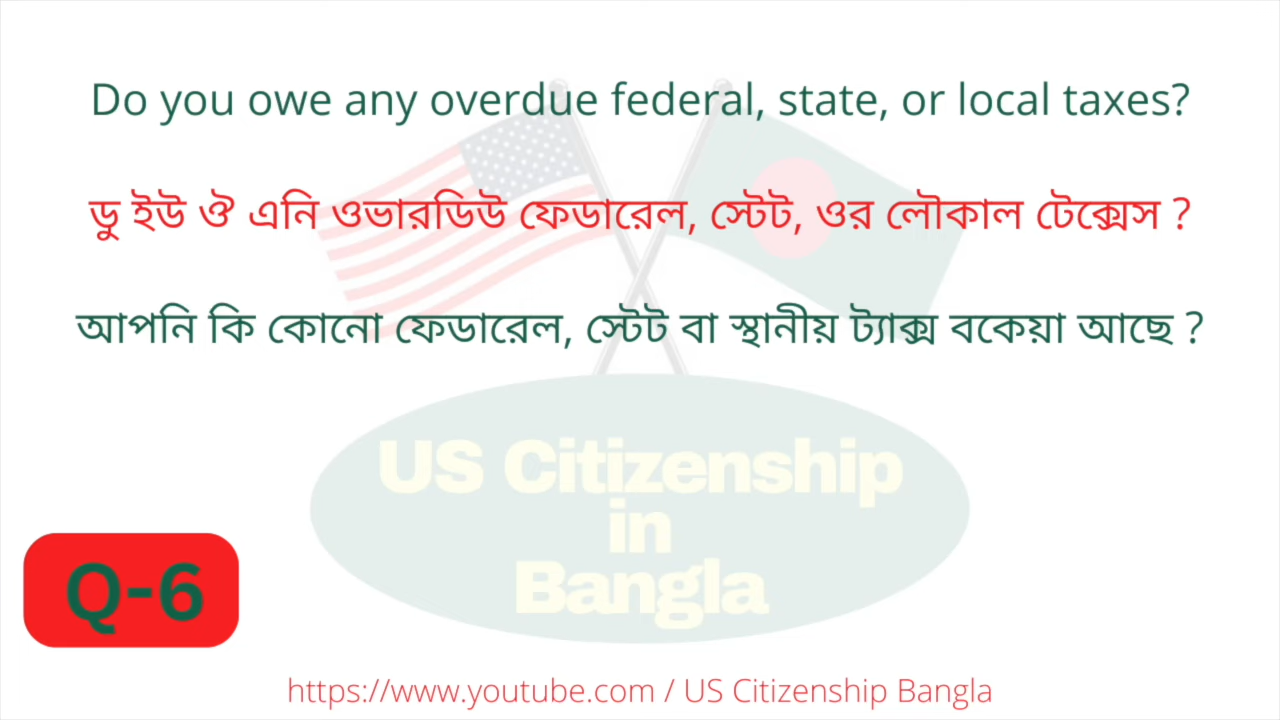 Do you owe any overdue federal, state, or local taxes?
ডু ইউ ঔ এনি ওভারডিউ ফেডারেল, স্টেট, ওর লৌকাল টেক্সেস ?
আপনি কি কোনো ফেডারেল, স্টেট বা স্থানীয় ট্যাক্স বকেয়া আছে ?
US Citizenship
in
Bangla
Q-6
https://www.youtube.com / US Citizenship Bangla